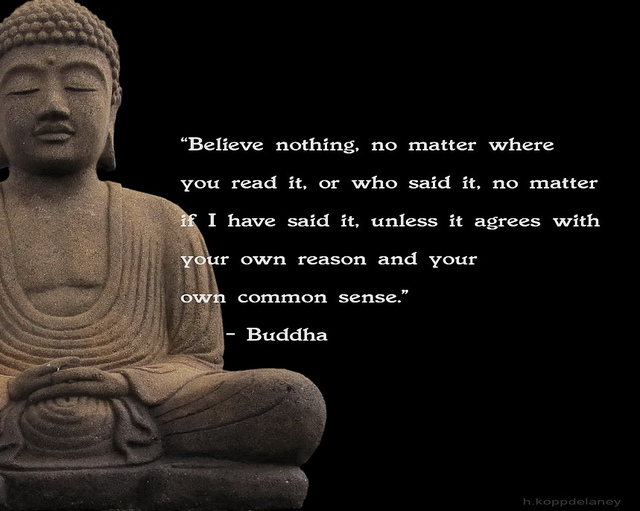 “Believe nothing, no matter where
you read it, or who said it, no matter
if I have said it, unless it agrees with
your own reason and your
own common sense.”
- Buddha
h.koppdelaney